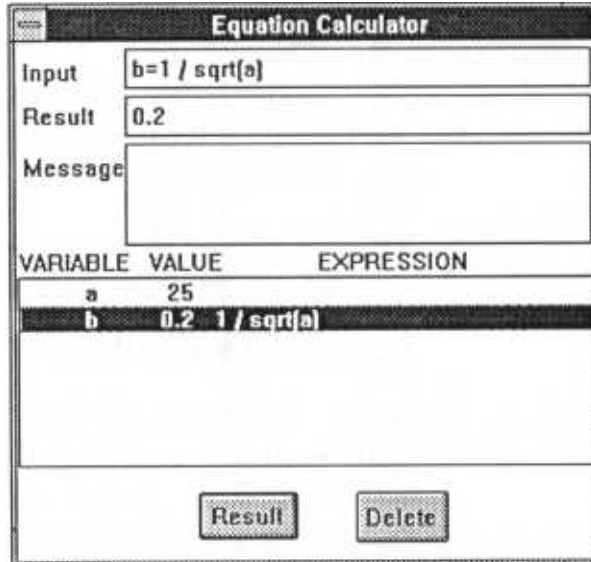 Equation Calculator
Input b=1 / sqrt(a)
Result 0.2
Message
VARIABLE VALUE EXPRESSION
a 25
b 0.2 1 / sqrt(a)
Result Delete